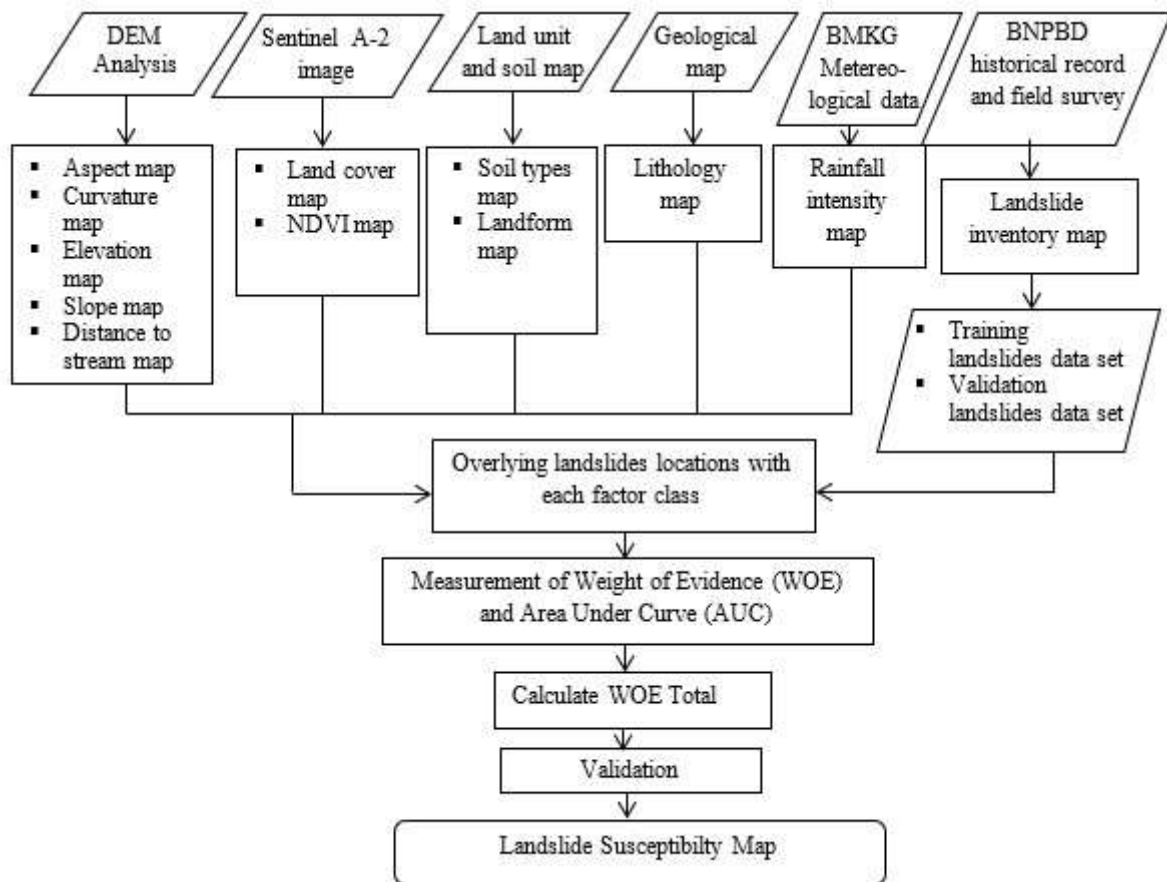 DEM
Analysis
Sentinel A-2
image
Land unit
and soil map
Geological
map
BMKG
Metereo-
logical data
BNPBD
historical record
and field survey
▪ Aspect map
▪ Curvature
map
▪ Elevation
map
▪ Slope map
▪ Distance to
stream map
▪ Land cover
map
▪ NDVI map
▪ Soil types
map
▪ Landform
map
Lithology
map
Rainfall
intensity
map
Landslide
inventory map
▪ Training
landslides data set
▪ Validation
landslides data set
Overlying landslides locations with
each factor class
Measurement of Weight of Evidence (WOE)
and Area Under Curve (AUC)
Calculate WOE Total
Validation
Landslide Susceptibilty Map